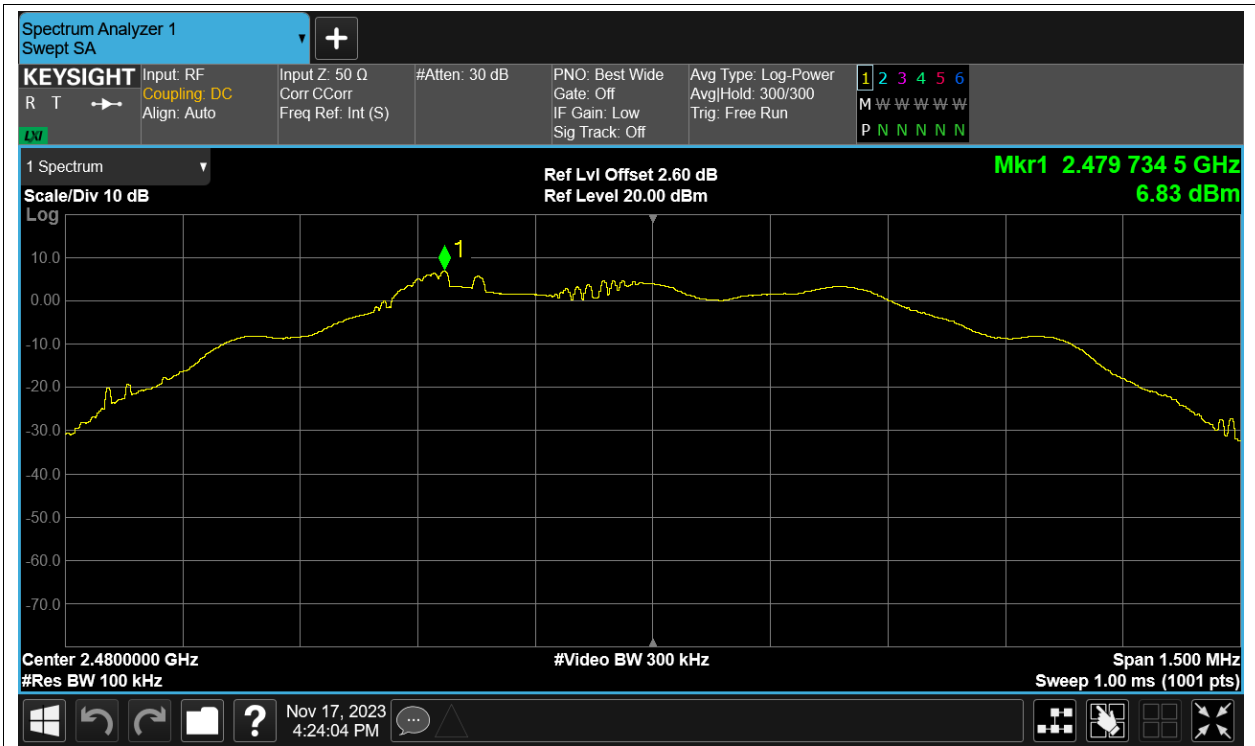 Spectrum Analyzer 1
Swept SA
+
KEYSIGHT
R T
LXI
Input: RF
Coupling: DC
Align: Auto
Input Z: 50 Ω
Corr CCorr
Freq Ref: Int (S)
#Atten: 30 dB
PNO: Best Wide
Gate: Off
IF Gain: Low
Sig Track: Off
Avg Type: Log-Power
Avg|Hold: 300/300
Trig: Free Run
1 2 3 4 5 6
M W W W W W
P N N N N N
1 Spectrum
Scale/Div 10 dB
Log
Ref Lvl Offset 2.60 dB
Ref Level 20.00 dBm
Mkr1 2.479 734 5 GHz
6.83 dBm
1
10.0
0.00
-10.0
-20.0
-30.0
-40.0
-50.0
-60.0
-70.0
Center 2.4800000 GHz
#Res BW 100 kHz
#Video BW 300 kHz
Span 1.500 MHz
Sweep 1.00 ms (1001 pts)
?
Nov 17, 2023
4:24:04 PM